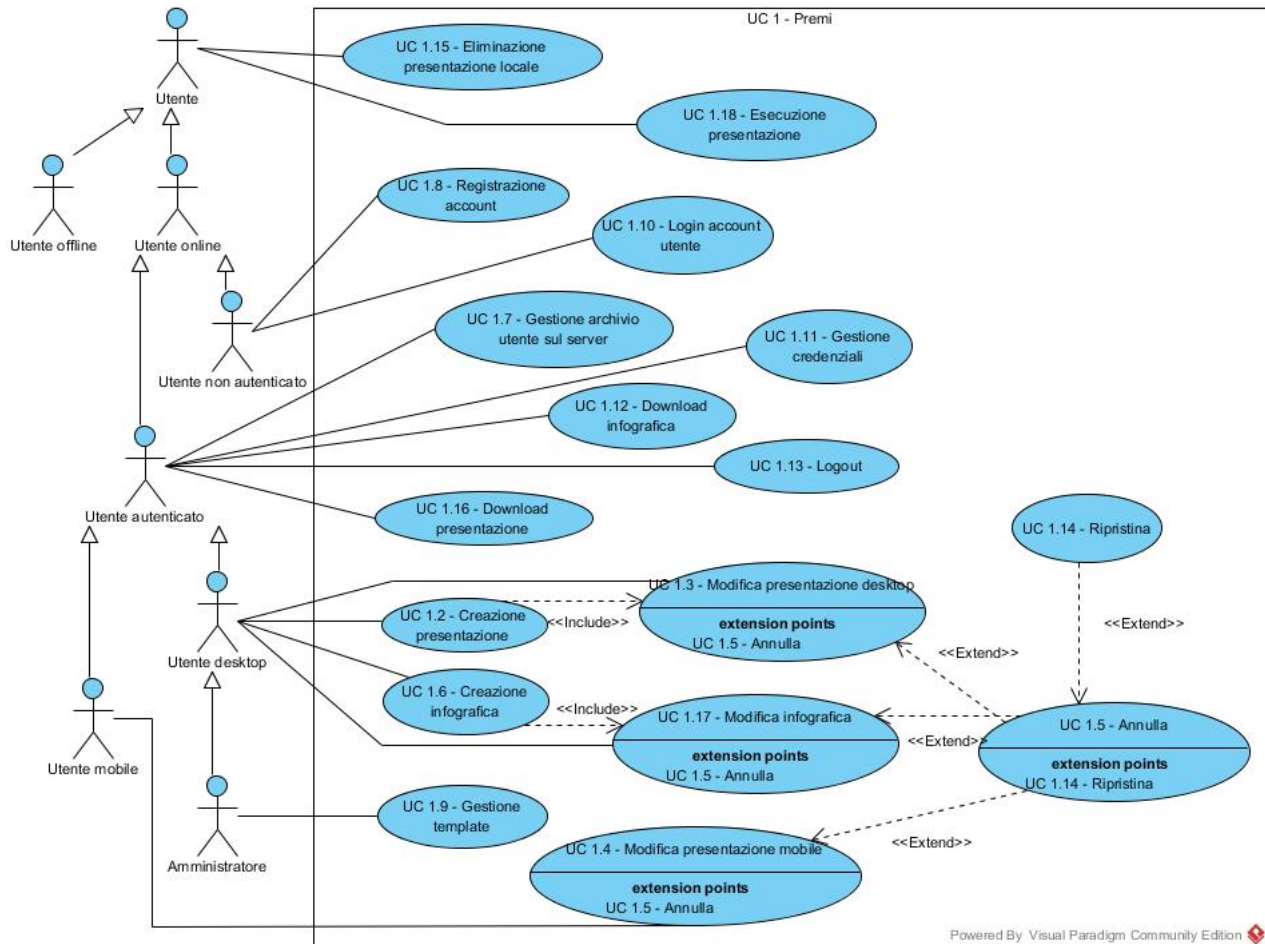 UC 1 - Premi
UC 1.15 - Eliminazione
presentazione locale
Utente
UC 1.18 - Esecuzione
presentazione
UC 1.8 - Registrazione
account
UC 1.10 - Login account
utente
Utente offline
Utente online
UC 1.7 - Gestione archivio
utente sul server
UC 1.11 - Gestione
credenziali
Utente non autenticato
UC 1.12 - Download
infografica
UC 1.13 - Logout
Utente autenticato
UC 1.16 - Download
presentazione
UC 1.14 - Ripristina
UC 1.3 - Modifica presentazione desktop
extension points
UC 1.5 - Annulla
UC 1.2 - Creazione
presentazione
<<Include>>
<<Extend>>
<<Extend>>
Utente desktop
UC 1.6 - Creazione
infografica
<<Include>>
UC 1.17 - Modifica infografica
extension points
UC 1.5 - Annulla
<<Extend>>
UC 1.5 - Annulla
extension points
UC 1.14 - Ripristina
Utente mobile
UC 1.9 - Gestione
template
<<Extend>>
UC 1.4 - Modifica presentazione mobile
extension points
UC 1.5 - Annulla
Amministratore
Powered By Visual Paradigm Community Edition